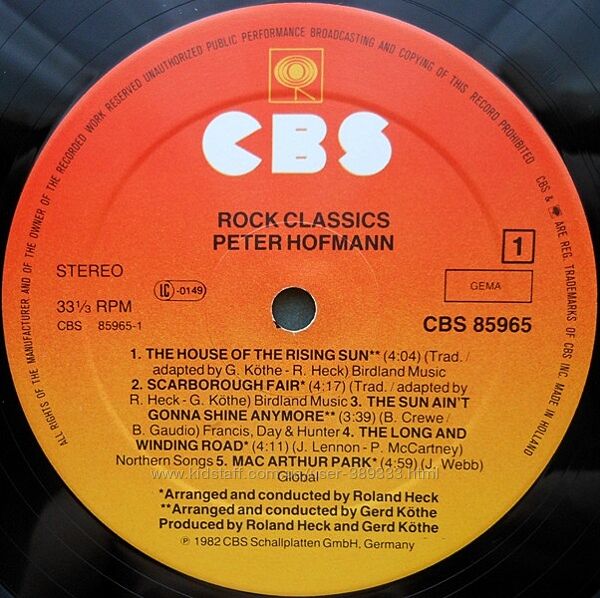 ALL RIGHTS OF THE MANUFACTURER AND OF THE OWNER OF THE RECORDED WORK RESERVED UNAUTHORIZED PUBLIC PERFORMANCE BROADCASTING AND COPYING OF THIS RECORD PROHIBITED
CBS & ARE REG. TRADEMARKS OF CBS INC. MADE IN HOLLAND
CBS
ROCK CLASSICS
PETER HOFMANN
1
STEREO
LC-0149
GEMA
33⅓ RPM
CBS 85965-1
CBS 85965
1. THE HOUSE OF THE RISING SUN** (4:04) (Trad. /
adapted by G. Köthe - R. Heck) Birdland Music
2. SCARBOROUGH FAIR* (4:17) (Trad. / adapted by
R. Heck - G. Köthe) Birdland Music 3. THE SUN AIN'T
GONNA SHINE ANYMORE** (3:39) (B. Crewe /
B. Gaudio) Francis, Day & Hunter 4. THE LONG AND
WINDING ROAD* (4:11) (J. Lennon - P. McCartney)
Northern Songs 5. MAC ARTHUR PARK* (4:59) (J. Webb)
Global
www.kidstaff.com.ua/user-389933.html
*Arranged and conducted by Roland Heck
**Arranged and conducted by Gerd Köthe
Produced by Roland Heck and Gerd Köthe
℗ 1982 CBS Schallplatten GmbH, Germany